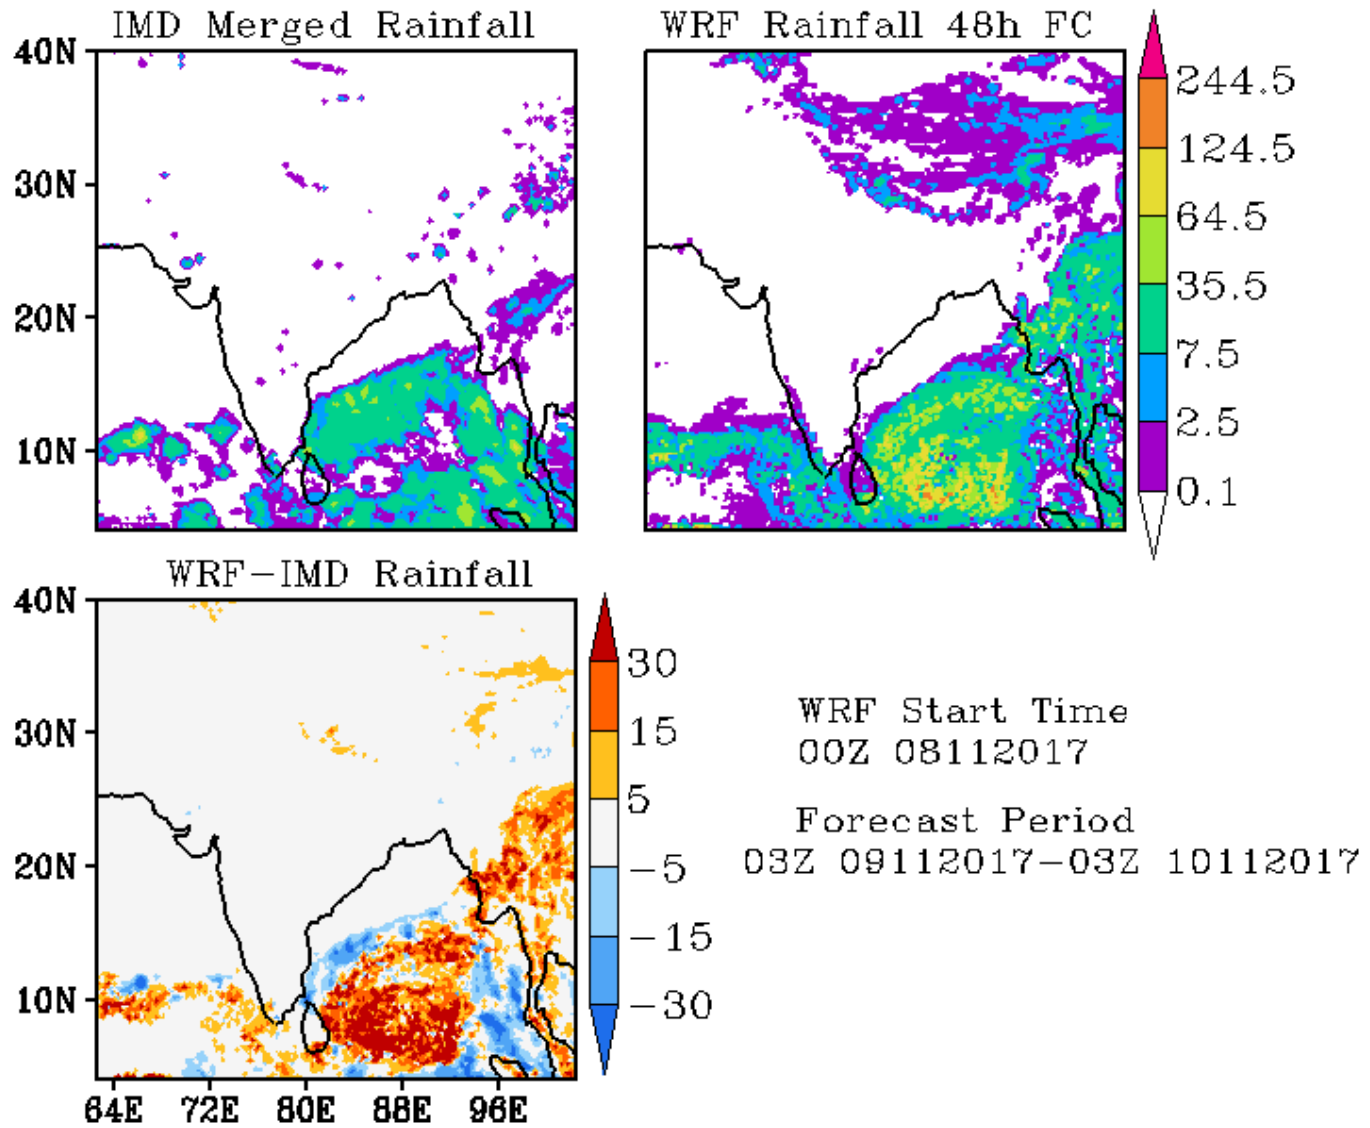 IMD Merged Rainfall
WRF Rainfall 48h FC
40N
30N
20N
10N
244.5
124.5
64.5
35.5
7.5
2.5
0.1
WRF-IMD Rainfall
40N
30N
20N
10N
64E 72E 80E 88E 96E
30
15
5
-5
-15
-30
WRF Start Time
00Z 08112017
Forecast Period
03Z 09112017-03Z 10112017